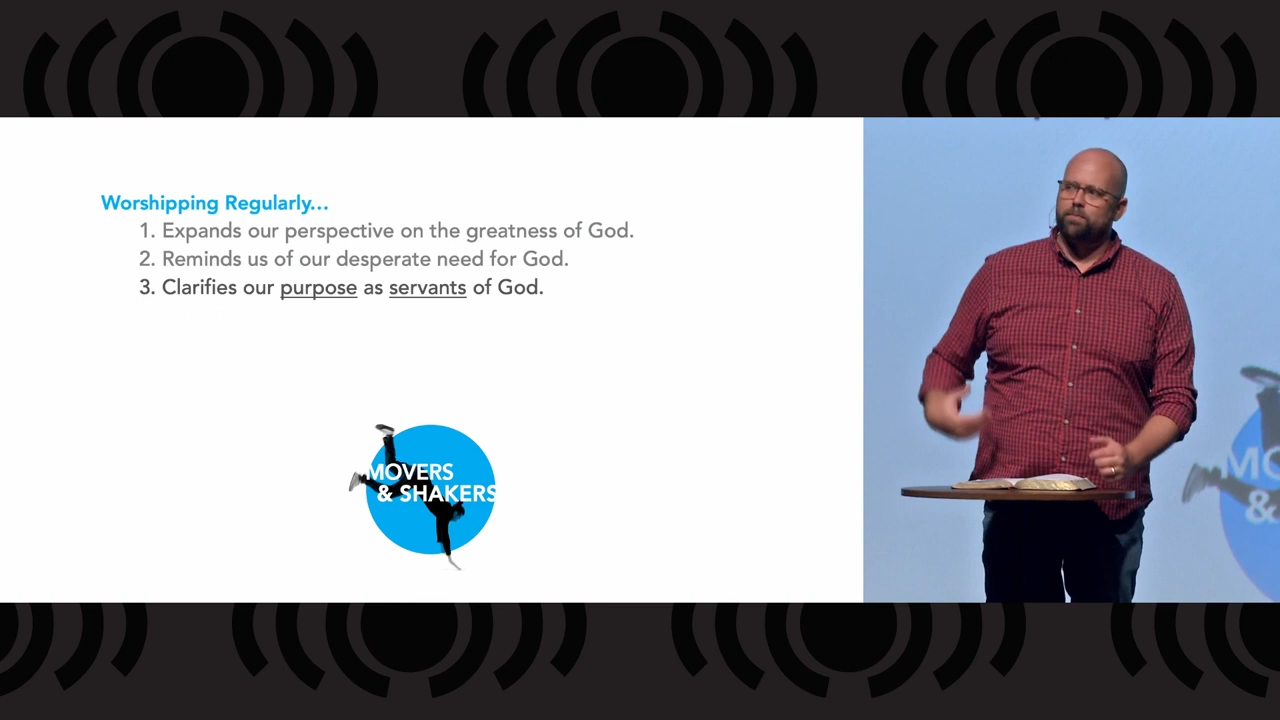 Worshipping Regularly...
1. Expands our perspective on the greatness of God.
2. Reminds us of our desperate need for God.
3. Clarifies our purpose as servants of God.
MOVERS
& SHAKERS
MO
&